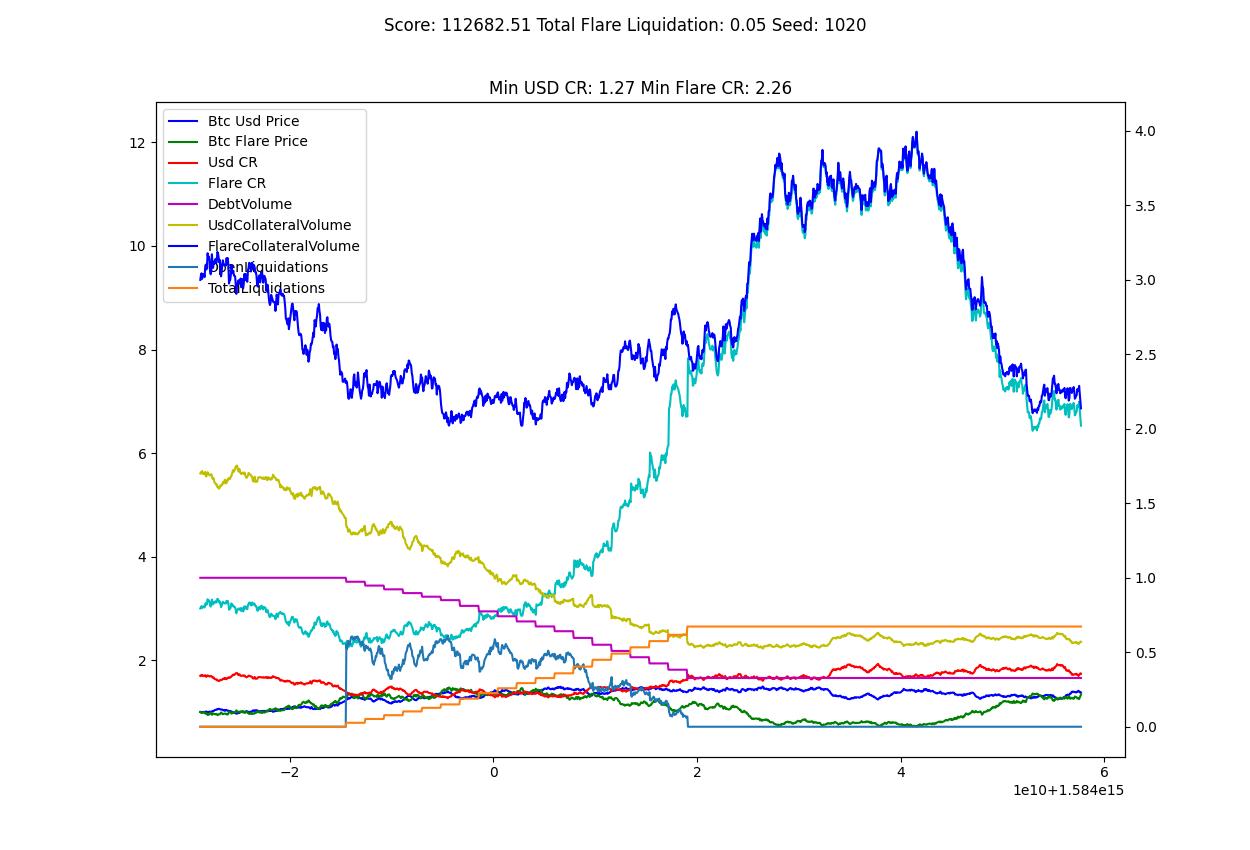 Score: 112682.51 Total Flare Liquidation: 0.05 Seed: 1020
Min USD CR: 1.27 Min Flare CR: 2.26
Btc Usd Price
Btc Flare Price
Usd CR
Flare CR
DebtVolume
UsdCollateralVolume
FlareCollateralVolume
OpenLiquidations
TotalLiquidations
12
10
8
6
4
2
4.0
3.5
3.0
2.5
2.0
1.5
1.0
0.5
0.0
−2 0 2 4 6
1e10+1.584e15